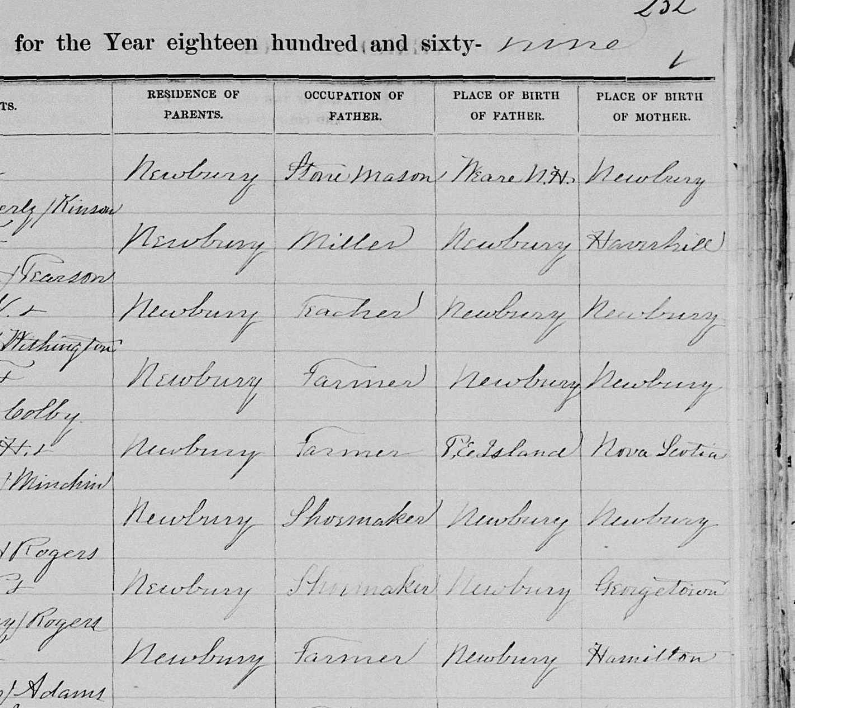 232
for the Year eighteen hundred and sixty- nine
TS.
RESIDENCE OF PARENTS.
OCCUPATION OF FATHER.
PLACE OF BIRTH OF FATHER.
PLACE OF BIRTH OF MOTHER.
Newbury Stone Mason Weare N.H. Newbury
Kinson
Newbury Miller Newbury Haverhill
Pearson
Newbury Teacher Newbury Newbury
Withington
Newbury Farmer Newbury Newbury
Colby
H. & Newbury Farmer P.E. Island Nova Scotia
Minchin
Newbury Shoemaker Newbury Newbury
Rogers
Newbury Shoemaker Newbury Georgetown
Rogers
Newbury Farmer Newbury Hamilton
Adams